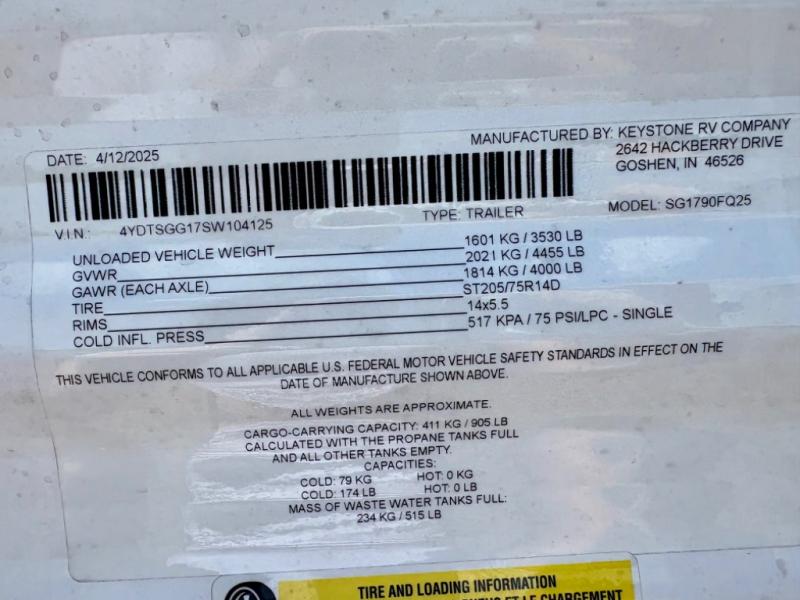 DATE: 4/12/2025
MANUFACTURED BY: KEYSTONE RV COMPANY
2642 HACKBERRY DRIVE
GOSHEN, IN 46526
V.I.N.: 4YDTSGG17SW104125
TYPE: TRAILER
MODEL: SG1790FQ25
UNLOADED VEHICLE WEIGHT 1601 KG / 3530 LB
GVWR 2021 KG / 4455 LB
GAWR (EACH AXLE) 1814 KG / 4000 LB
TIRE ST205/75R14D
RIMS 14x5.5
COLD INFL. PRESS 517 KPA / 75 PSI/LPC - SINGLE
THIS VEHICLE CONFORMS TO ALL APPLICABLE U.S. FEDERAL MOTOR VEHICLE SAFETY STANDARDS IN EFFECT ON THE
DATE OF MANUFACTURE SHOWN ABOVE.
ALL WEIGHTS ARE APPROXIMATE.
CARGO-CARRYING CAPACITY: 411 KG / 905 LB
CALCULATED WITH THE PROPANE TANKS FULL
AND ALL OTHER TANKS EMPTY.
CAPACITIES:
COLD: 79 KG HOT: 0 KG
COLD: 174 LB HOT: 0 LB
MASS OF WASTE WATER TANKS FULL:
234 KG / 515 LB
TIRE AND LOADING INFORMATION
ET LE CHARGEMENT